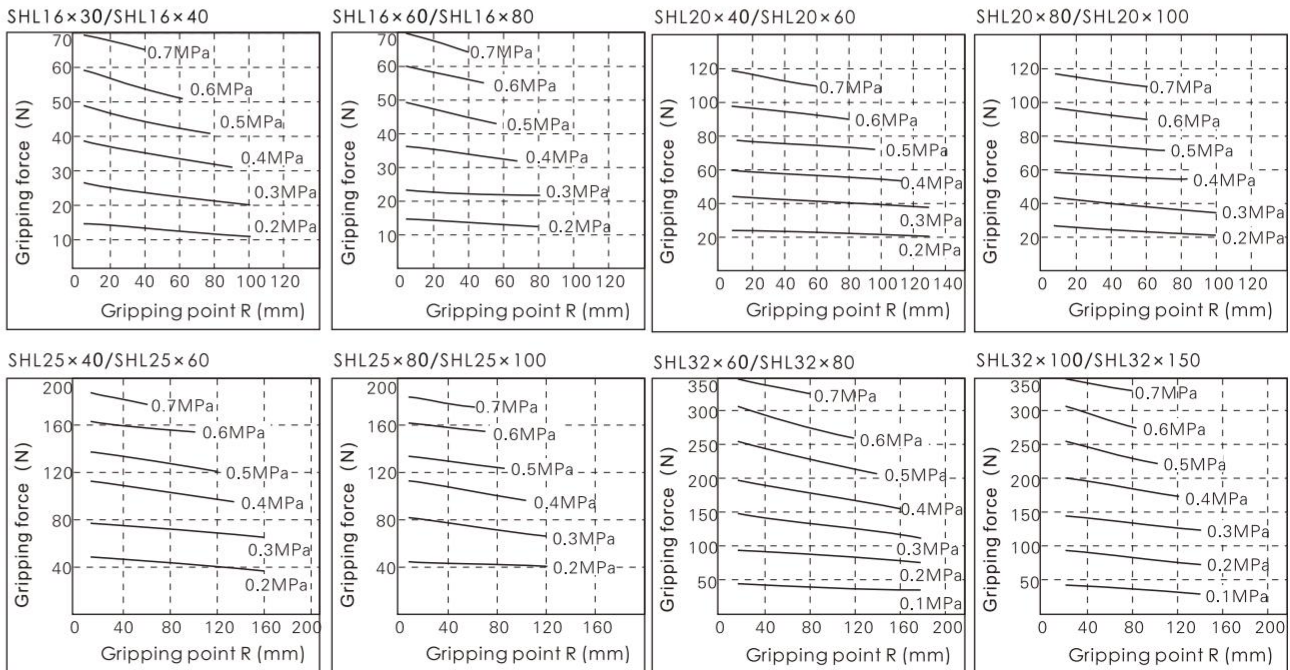 SHL16×30/SHL16×40
70
60
50
40
30
20
10
0 20 40 60 80 100 120
0.7MPa
0.6MPa
0.5MPa
0.4MPa
0.3MPa
0.2MPa
Gripping force (N)
Gripping point R (mm)
SHL16×60/SHL16×80
70
60
50
40
30
20
10
0 20 40 60 80 100 120
0.7MPa
0.6MPa
0.5MPa
0.4MPa
0.3MPa
0.2MPa
Gripping force (N)
Gripping point R (mm)
SHL20×40/SHL20×60
120
100
80
60
40
20
0 20 40 60 80 100 120 140
0.7MPa
0.6MPa
0.5MPa
0.4MPa
0.3MPa
0.2MPa
Gripping force (N)
Gripping point R (mm)
SHL20×80/SHL20×100
120
100
80
60
40
20
0 20 40 60 80 100 120
0.7MPa
0.6MPa
0.5MPa
0.4MPa
0.3MPa
0.2MPa
Gripping force (N)
Gripping point R (mm)
SHL25×40/SHL25×60
200
160
120
80
40
0 40 80 120 160 200
0.7MPa
0.6MPa
0.5MPa
0.4MPa
0.3MPa
0.2MPa
Gripping force (N)
Gripping point R (mm)
SHL25×80/SHL25×100
200
160
120
80
40
0 40 80 120 160
0.7MPa
0.6MPa
0.5MPa
0.4MPa
0.3MPa
0.2MPa
Gripping force (N)
Gripping point R (mm)
SHL32×60/SHL32×80
350
300
250
200
150
100
50
0 40 80 120 160 200
0.7MPa
0.6MPa
0.5MPa
0.4MPa
0.3MPa
0.2MPa
0.1MPa
Gripping force (N)
Gripping point R (mm)
SHL32×100/SHL32×150
350
300
250
200
150
100
50
0 40 80 120 160 200
0.7MPa
0.6MPa
0.5MPa
0.4MPa
0.3MPa
0.2MPa
0.1MPa
Gripping force (N)
Gripping point R (mm)